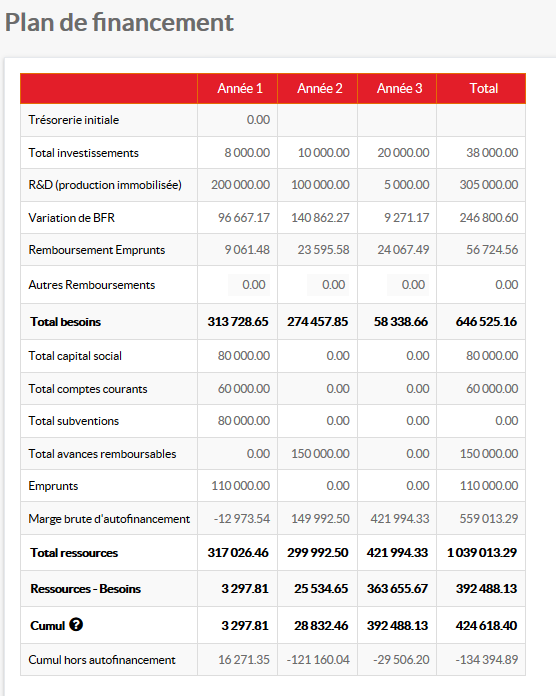 Plan de financement
Année 1 Année 2 Année 3 Total
Trésorerie initiale 0.00
Total investissements 8 000.00 10 000.00 20 000.00 38 000.00
R&D (production immobilisée) 200 000.00 100 000.00 5 000.00 305 000.00
Variation de BFR 96 667.17 140 862.27 9 271.17 246 800.60
Remboursement Emprunts 9 061.48 23 595.58 24 067.49 56 724.56
Autres Remboursements 0.00 0.00 0.00 0.00
Total besoins 313 728.65 274 457.85 58 338.66 646 525.16
Total capital social 80 000.00 0.00 0.00 80 000.00
Total comptes courants 60 000.00 0.00 0.00 60 000.00
Total subventions 80 000.00 0.00 0.00 0.00
Total avances remboursables 0.00 150 000.00 0.00 150 000.00
Emprunts 110 000.00 0.00 0.00 110 000.00
Marge brute d'autofinancement -12 973.54 149 992.50 421 994.33 559 013.29
Total ressources 317 026.46 299 992.50 421 994.33 1 039 013.29
Ressources - Besoins 3 297.81 25 534.65 363 655.67 392 488.13
Cumul ? 3 297.81 28 832.46 392 488.13 424 618.40
Cumul hors autofinancement 16 271.35 -121 160.04 -29 506.20 -134 394.89